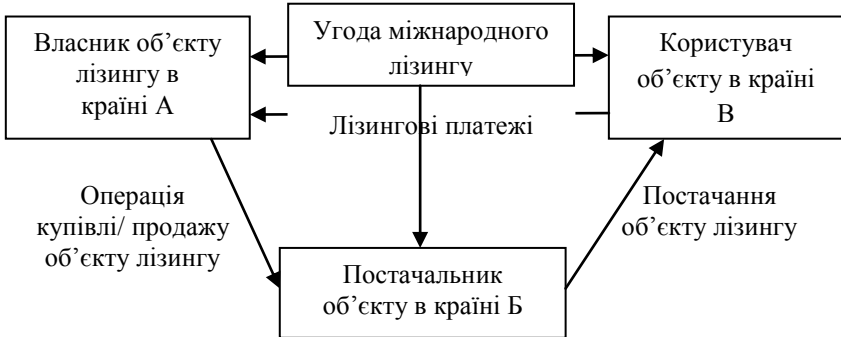 Власник об’єкту
лізингу в
країні А
Угода міжнародного
лізингу
Користувач
об’єкту в країні
В
Лізингові платежі
Операція
купівлі/ продажу
об’єкту лізингу
Постачання
об’єкту лізингу
Постачальник
об’єкту в країні Б